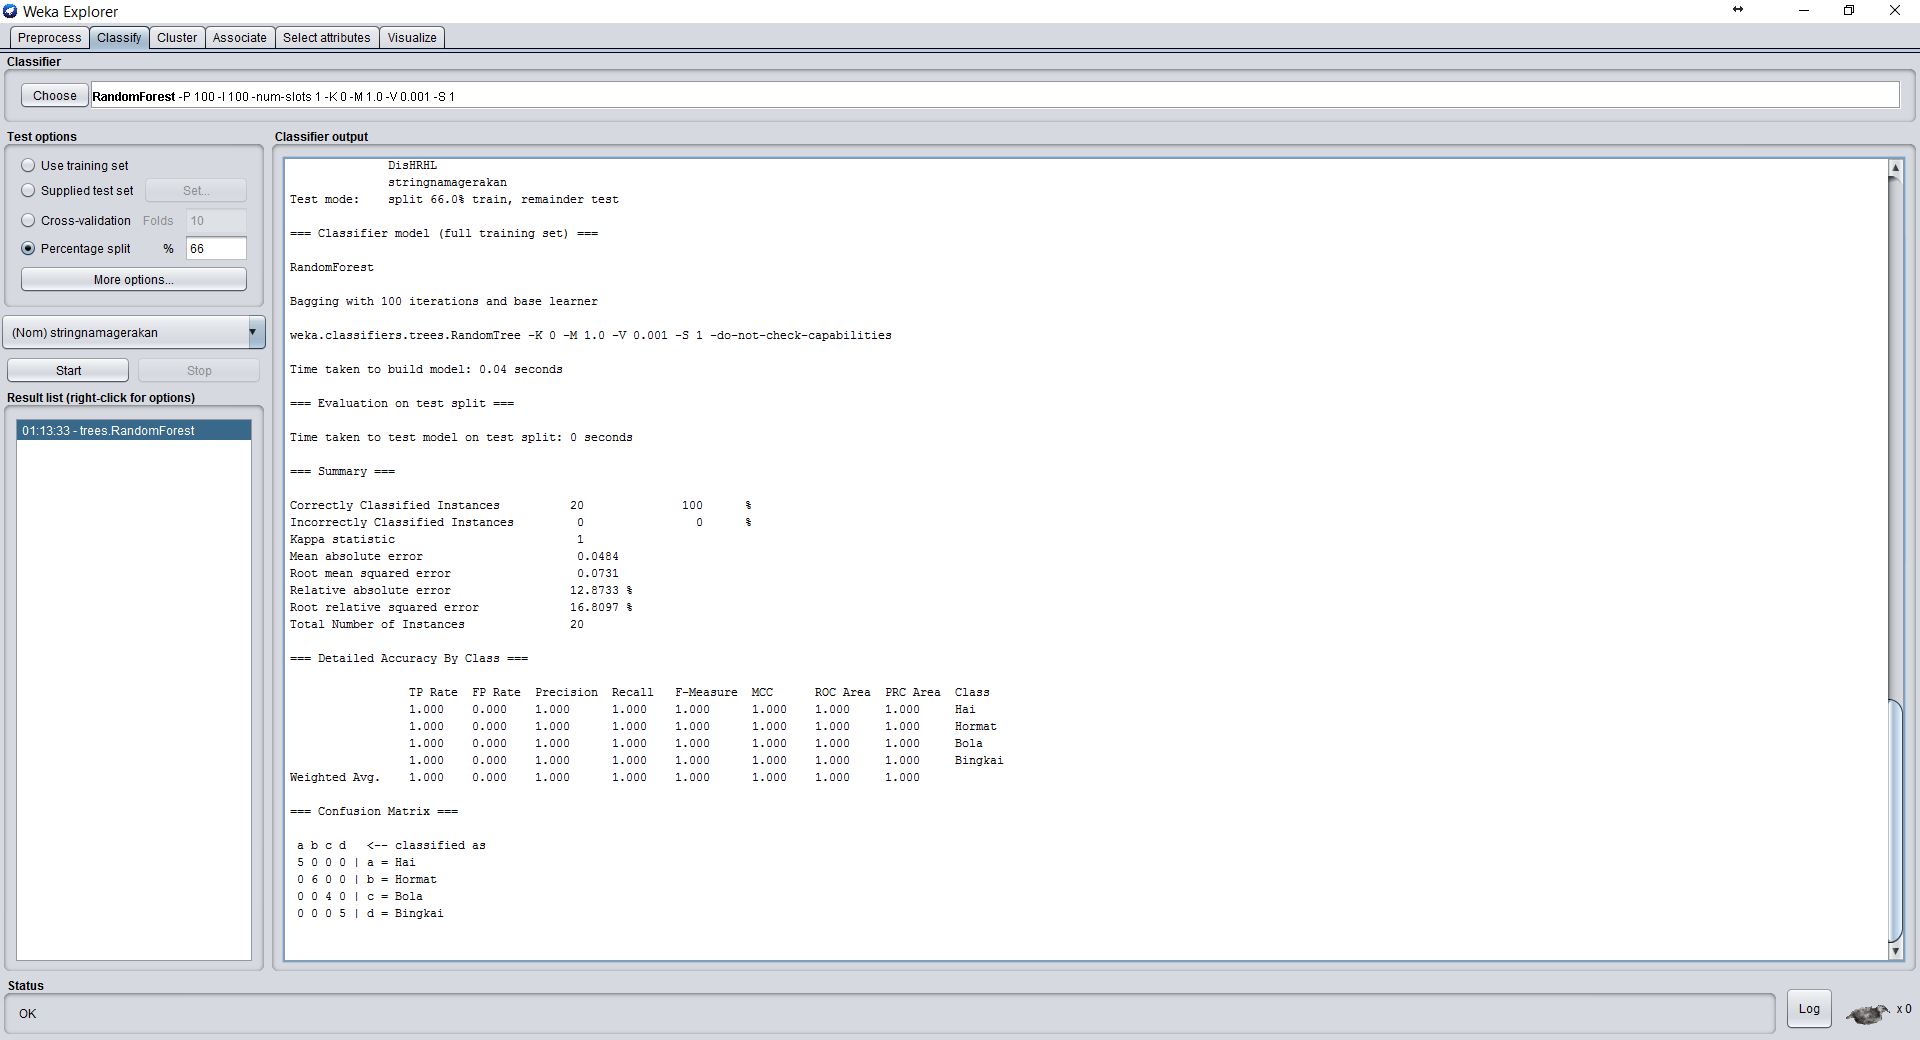 Weka Explorer
Preprocess Classify Cluster Associate Select attributes Visualize
Classifier
Choose RandomForest -P 100 -I 100 -num-slots 1 -K 0 -M 1.0 -V 0.001 -S 1
Test options
Use training set
Supplied test set Set...
Cross-validation Folds 10
Percentage split % 66
More options...
(Nom) stringnamagerakan
Start Stop
Result list (right-click for options)
01:13:33 - trees.RandomForest
Classifier output
DisHRHL
stringnamagerakan
Test mode: split 66.0% train, remainder test
=== Classifier model (full training set) ===
RandomForest
Bagging with 100 iterations and base learner
weka.classifiers.trees.RandomTree -K 0 -M 1.0 -V 0.001 -S 1 -do-not-check-capabilities
Time taken to build model: 0.04 seconds
=== Evaluation on test split ===
Time taken to test model on test split: 0 seconds
=== Summary ===
Correctly Classified Instances 20 100 %
Incorrectly Classified Instances 0 0 %
Kappa statistic 1
Mean absolute error 0.0484
Root mean squared error 0.0731
Relative absolute error 12.8733 %
Root relative squared error 16.8097 %
Total Number of Instances 20
=== Detailed Accuracy By Class ===
TP Rate FP Rate Precision Recall F-Measure MCC ROC Area PRC Area Class
1.000 0.000 1.000 1.000 1.000 1.000 1.000 1.000 Hai
1.000 0.000 1.000 1.000 1.000 1.000 1.000 1.000 Hormat
1.000 0.000 1.000 1.000 1.000 1.000 1.000 1.000 Bola
1.000 0.000 1.000 1.000 1.000 1.000 1.000 1.000 Bingkai
Weighted Avg. 1.000 0.000 1.000 1.000 1.000 1.000 1.000 1.000
=== Confusion Matrix ===
a b c d <-- classified as
5 0 0 0 | a = Hai
0 6 0 0 | b = Hormat
0 0 4 0 | c = Bola
0 0 0 5 | d = Bingkai
Status
OK
Log x 0